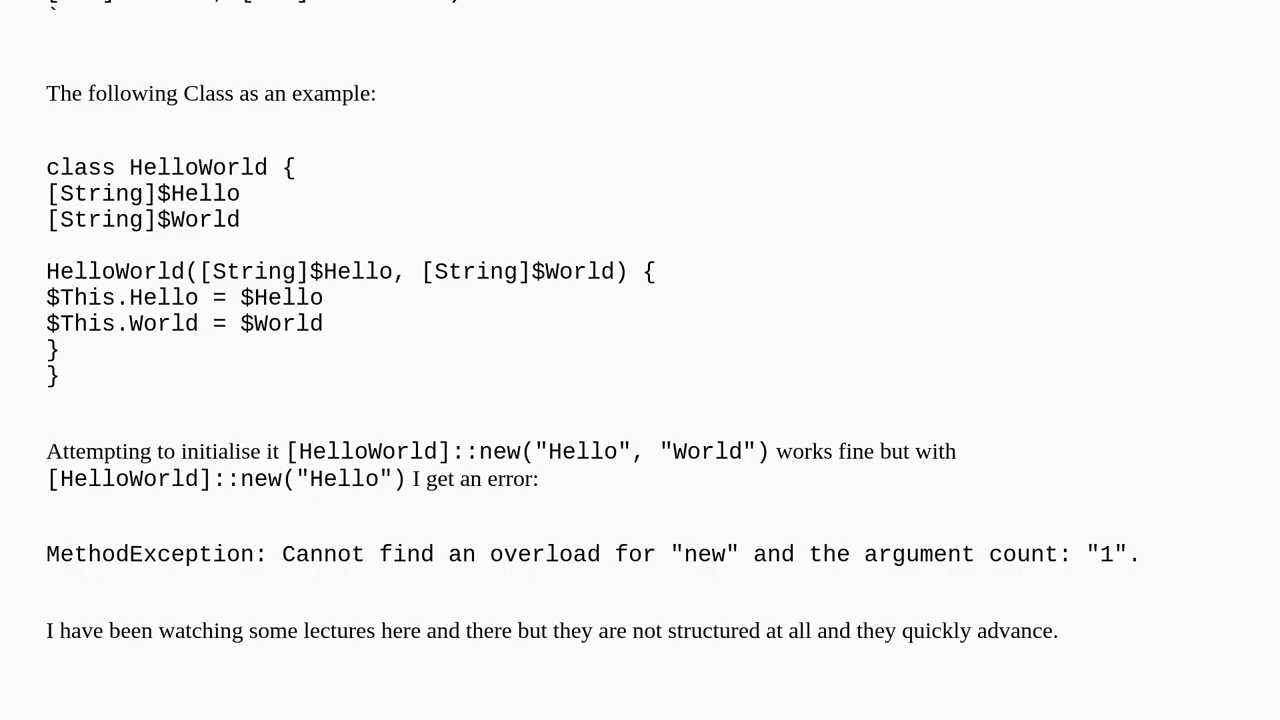 The following Class as an example:
class HelloWorld {
[String]$Hello
[String]$World
HelloWorld([String]$Hello, [String]$World) {
$This.Hello = $Hello
$This.World = $World
}
}
Attempting to initialise it [HelloWorld]::new("Hello", "World") works fine but with
[HelloWorld]::new("Hello") I get an error:
MethodException: Cannot find an overload for "new" and the argument count: "1".
I have been watching some lectures here and there but they are not structured at all and they quickly advance.